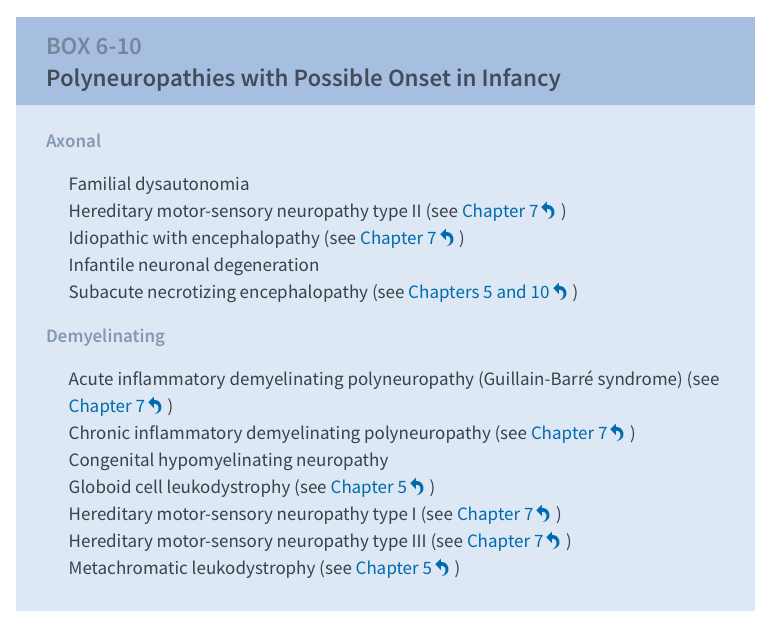 BOX 6-10
Polyneuropathies with Possible Onset in Infancy
Axonal
Familial dysautonomia
Hereditary motor-sensory neuropathy type II (see Chapter 7 )
Idiopathic with encephalopathy (see Chapter 7 )
Infantile neuronal degeneration
Subacute necrotizing encephalopathy (see Chapters 5 and 10 )
Demyelinating
Acute inflammatory demyelinating polyneuropathy (Guillain-Barré syndrome) (see
Chapter 7 )
Chronic inflammatory demyelinating polyneuropathy (see Chapter 7 )
Congenital hypomyelinating neuropathy
Globoid cell leukodystrophy (see Chapter 5 )
Hereditary motor-sensory neuropathy type I (see Chapter 7 )
Hereditary motor-sensory neuropathy type III (see Chapter 7 )
Metachromatic leukodystrophy (see Chapter 5 )